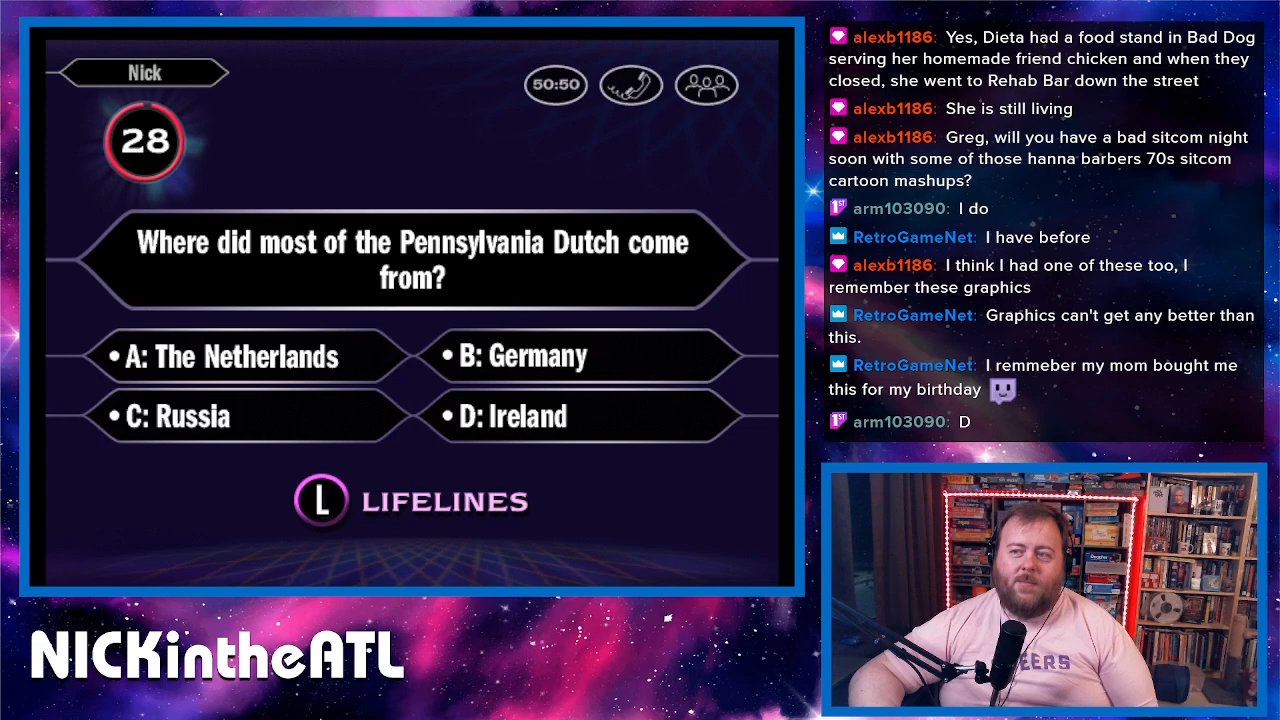 Nick
50:50
28
Where did most of the Pennsylvania Dutch come
from?
• A: The Netherlands
• B: Germany
• C: Russia
• D: Ireland
L LIFELINES
NICKintheATL
alexb1186: Yes, Dieta had a food stand in Bad Dog
serving her homemade friend chicken and when they
closed, she went to Rehab Bar down the street
alexb1186: She is still living
alexb1186: Greg, will you have a bad sitcom night
soon with some of those hanna barbers 70s sitcom
cartoon mashups?
1ST arm103090: I do
RetroGameNet: I have before
alexb1186: I think I had one of these too, I
remember these graphics
RetroGameNet: Graphics can't get any better than
this.
RetroGameNet: I remmeber my mom bought me
this for my birthday
1ST arm103090: D
EERS